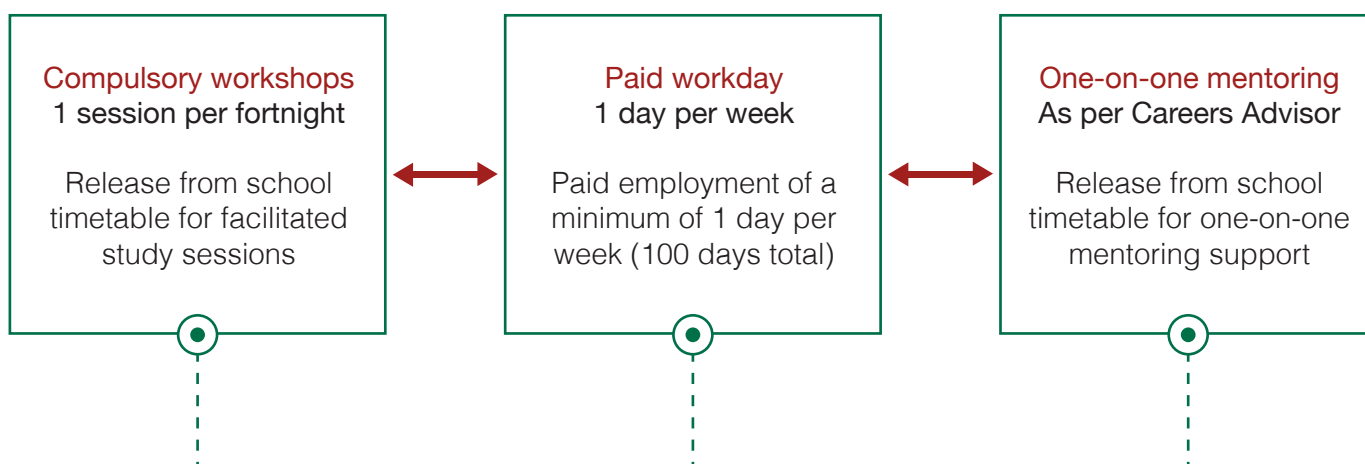 Compulsory workshops
1 session per fortnight
Release from school
timetable for facilitated
study sessions
Paid workday
1 day per week
Paid employment of a
minimum of 1 day per
week (100 days total)
One-on-one mentoring
As per Careers Advisor
Release from school
timetable for one-on-one
mentoring support